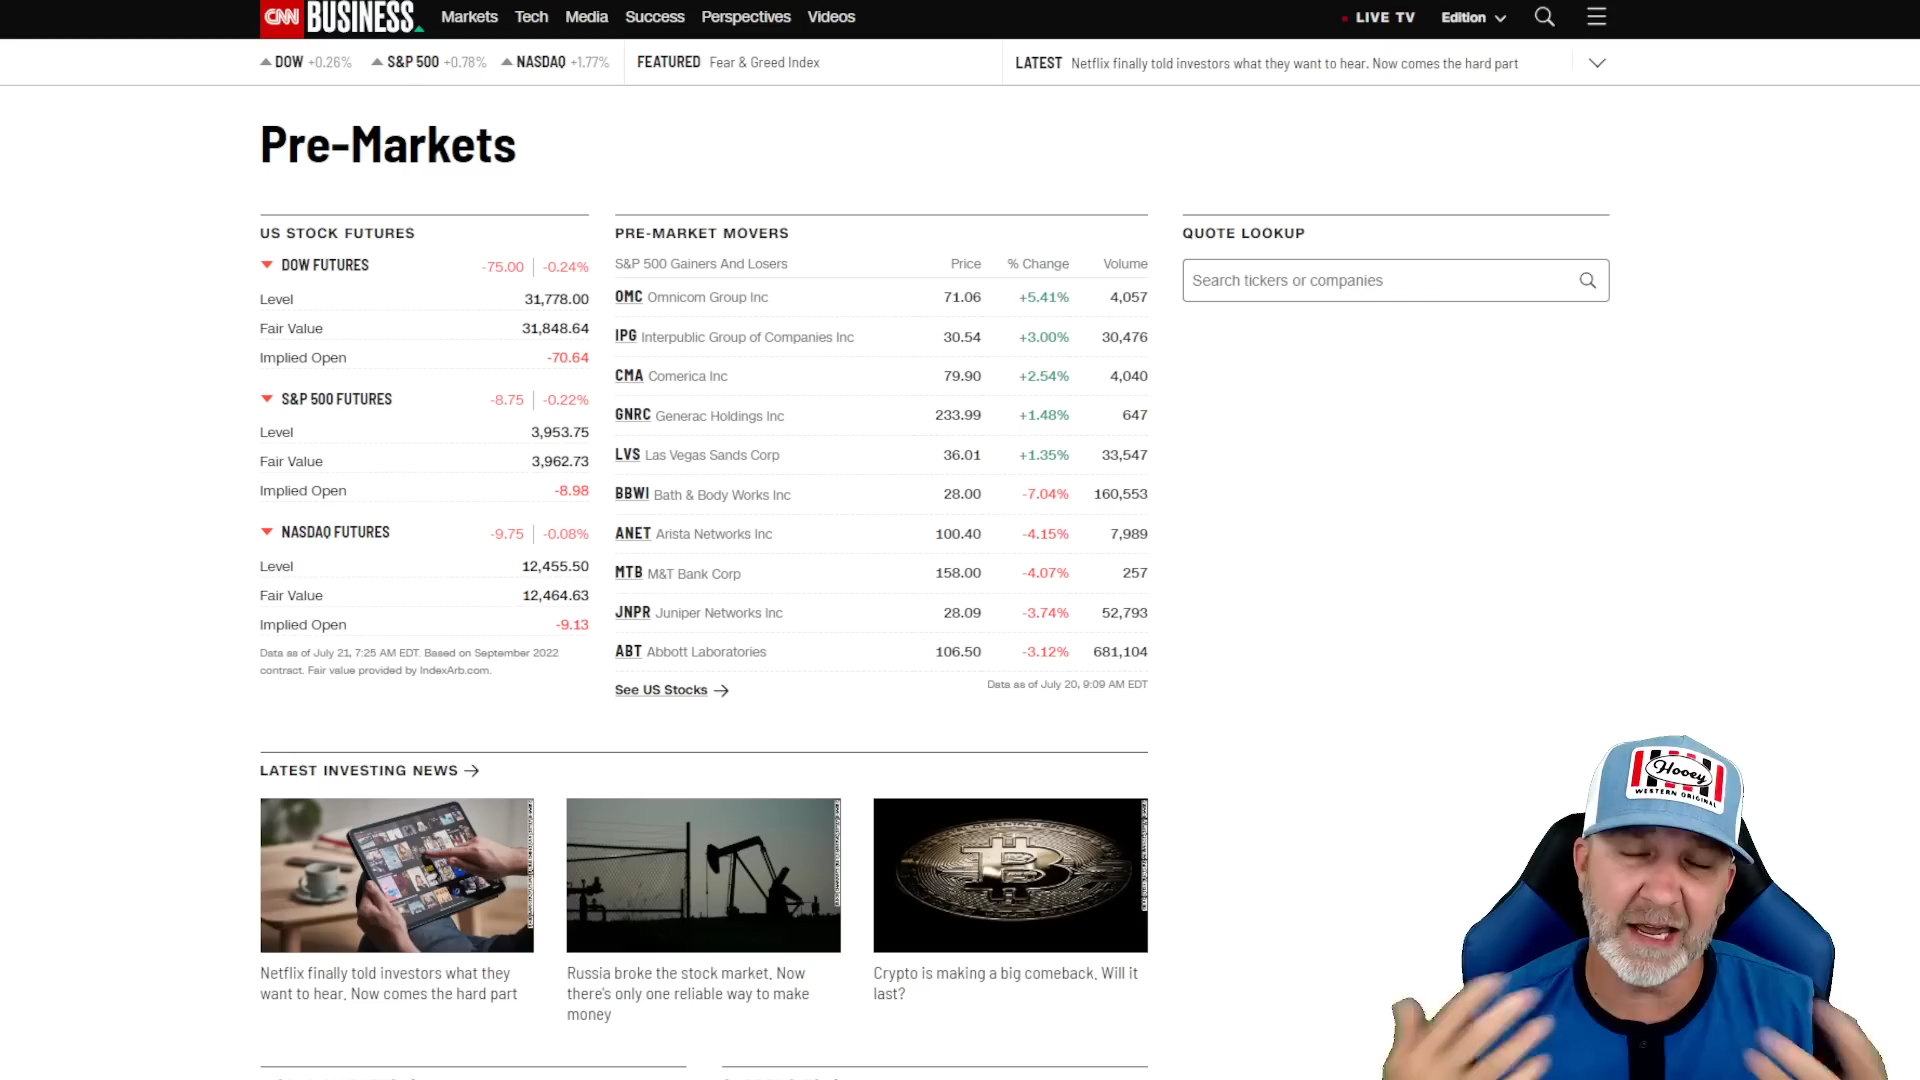 CNN BUSINESS Markets Tech Media Success Perspectives Videos LIVE TV Edition
DOW +0.26% S&P 500 +0.78% NASDAQ +1.77% FEATURED Fear & Greed Index LATEST Netflix finally told investors what they want to hear. Now comes the hard part
Pre-Markets
US STOCK FUTURES
DOW FUTURES -75.00 -0.24%
Level 31,778.00
Fair Value 31,848.64
Implied Open -70.64
S&P 500 FUTURES -8.75 -0.22%
Level 3,953.75
Fair Value 3,962.73
Implied Open -8.98
NASDAQ FUTURES -9.75 -0.08%
Level 12,455.50
Fair Value 12,464.63
Implied Open -9.13
Data as of July 21, 7:25 AM EDT. Based on September 2022
contract. Fair value provided by IndexArb.com.
PRE-MARKET MOVERS
S&P 500 Gainers And Losers Price % Change Volume
OMC Omnicom Group Inc 71.06 +5.41% 4,057
IPG Interpublic Group of Companies Inc 30.54 +3.00% 30,476
CMA Comerica Inc 79.90 +2.54% 4,040
GNRC Generac Holdings Inc 233.99 +1.48% 647
LVS Las Vegas Sands Corp 36.01 +1.35% 33,547
BBWI Bath & Body Works Inc 28.00 -7.04% 160,553
ANET Arista Networks Inc 100.40 -4.15% 7,989
MTB M&T Bank Corp 158.00 -4.07% 257
JNPR Juniper Networks Inc 28.09 -3.74% 52,793
ABT Abbott Laboratories 106.50 -3.12% 681,104
See US Stocks Data as of July 20, 9:09 AM EDT
QUOTE LOOKUP
Search tickers or companies
LATEST INVESTING NEWS
Netflix finally told investors what they
want to hear. Now comes the hard part
Russia broke the stock market. Now
there's only one reliable way to make
money
Crypto is making a big comeback. Will it
last?
Hooey
WESTERN ORIGINAL